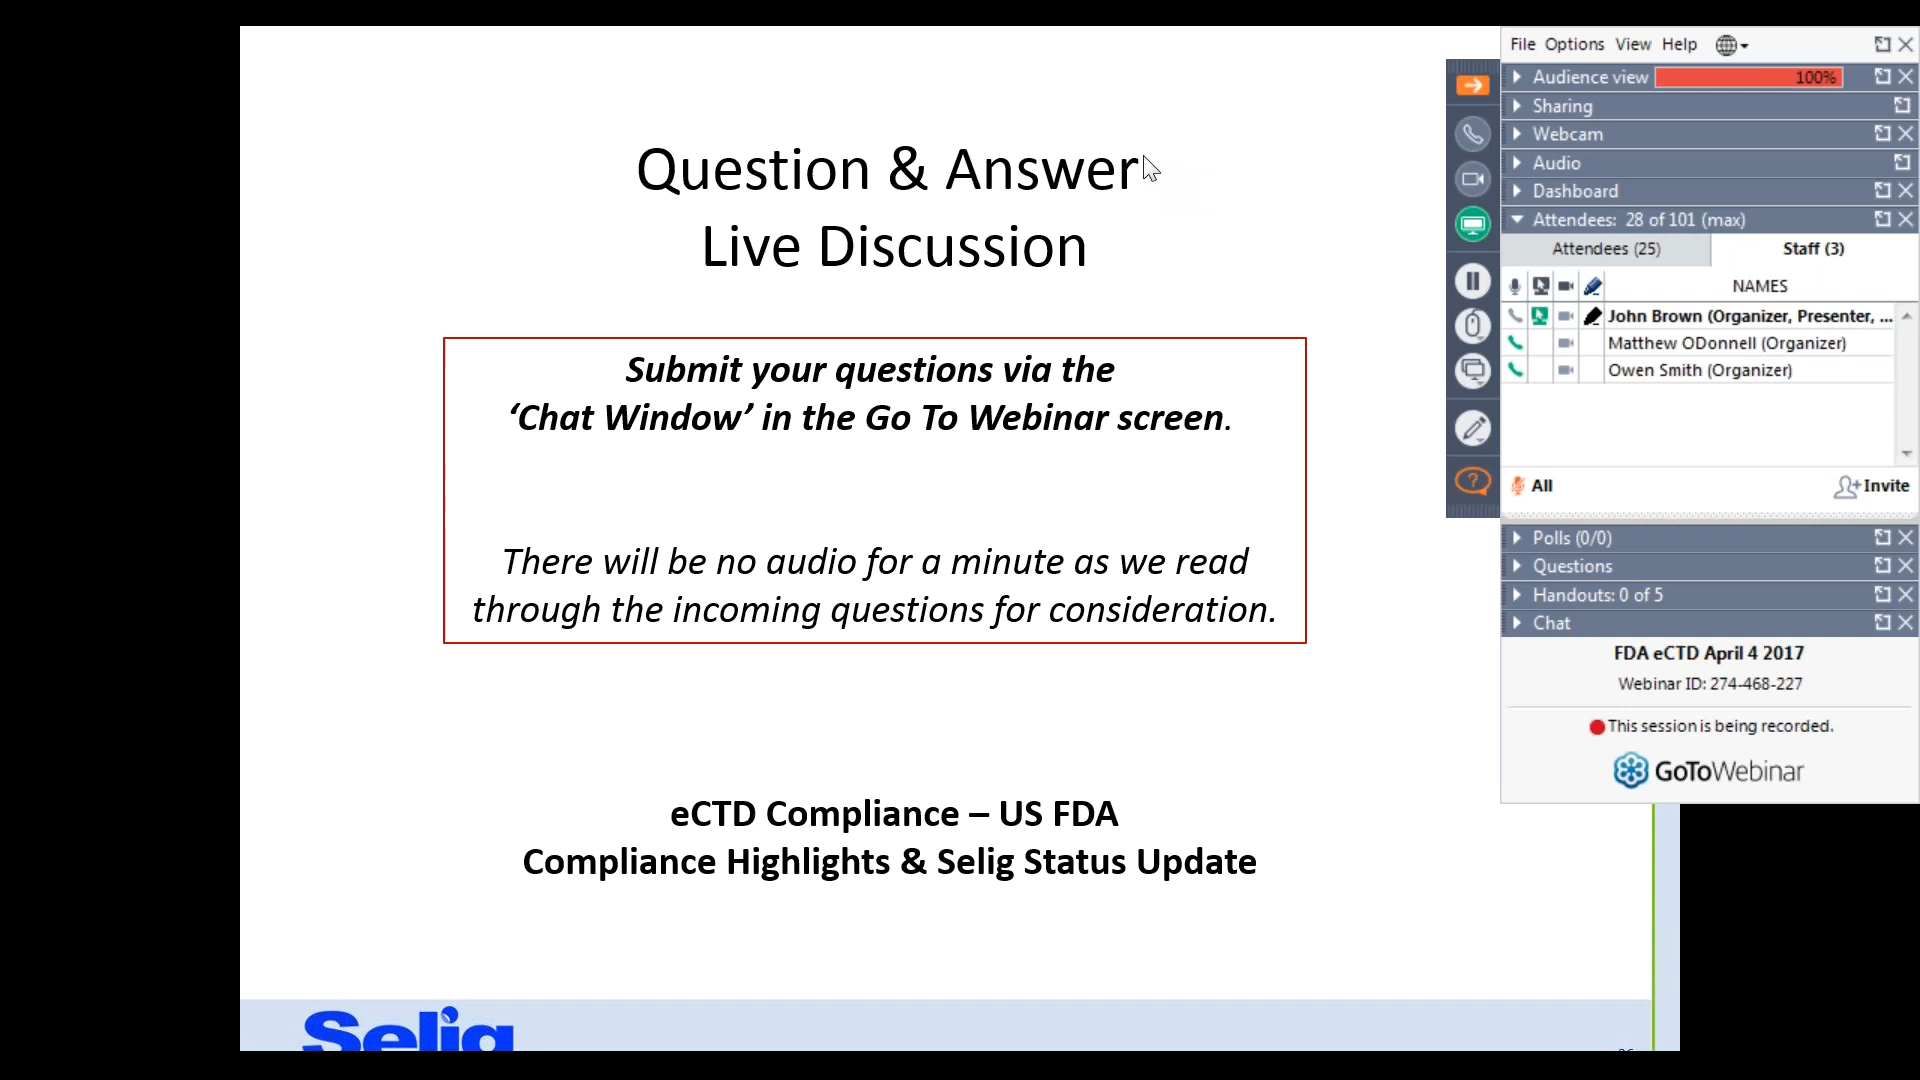 Question & Answer
Live Discussion
Submit your questions via the
‘Chat Window’ in the Go To Webinar screen.
There will be no audio for a minute as we read
through the incoming questions for consideration.
eCTD Compliance – US FDA
Compliance Highlights & Selig Status Update
Selig
File Options View Help
Audience view 100%
Sharing
Webcam
Audio
Dashboard
Attendees: 28 of 101 (max)
Attendees (25) Staff (3)
NAMES
John Brown (Organizer, Presenter, ...
Matthew ODonnell (Organizer)
Owen Smith (Organizer)
All Invite
Polls (0/0)
Questions
Handouts: 0 of 5
Chat
FDA eCTD April 4 2017
Webinar ID: 274-468-227
This session is being recorded.
GoToWebinar